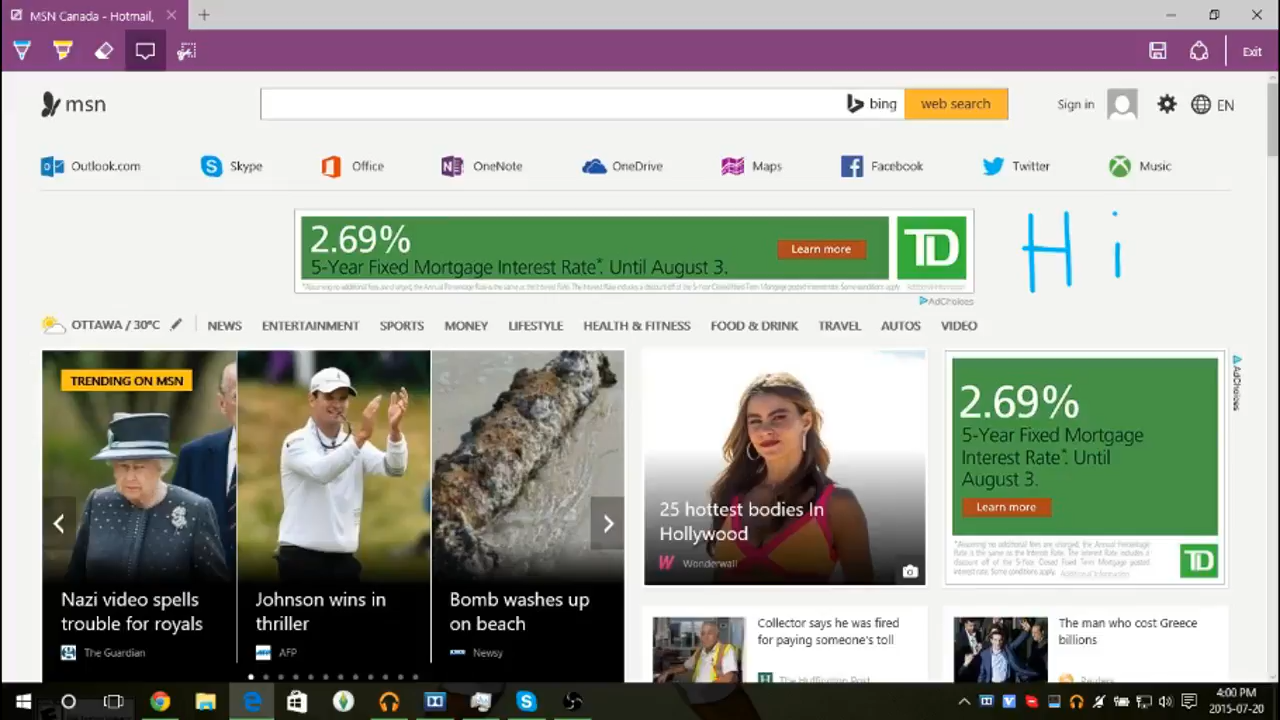 MSN Canada - Hotmail,
Exit
msn
bing
web search
Sign in
EN
Outlook.com
Skype
Office
OneNote
OneDrive
Maps
Facebook
Twitter
Music
2.69%
5-Year Fixed Mortgage Interest Rate*. Until August 3.
Learn more
TD
AdChoices
Hi
OTTAWA / 30°C
NEWS
ENTERTAINMENT
SPORTS
MONEY
LIFESTYLE
HEALTH & FITNESS
FOOD & DRINK
TRAVEL
AUTOS
VIDEO
TRENDING ON MSN
Nazi video spells
trouble for royals
The Guardian
Johnson wins in
thriller
AFP
Bomb washes up
on beach
Newsy
25 hottest bodies In
Hollywood
Wonderwall
2.69%
5-Year Fixed Mortgage
Interest Rate*. Until
August 3.
Learn more
TD
AdChoices
Collector says he was fired
for paying someone's toll
The Huffington Post
The man who cost Greece
billions
Reuters
4:00 PM
2015-07-20